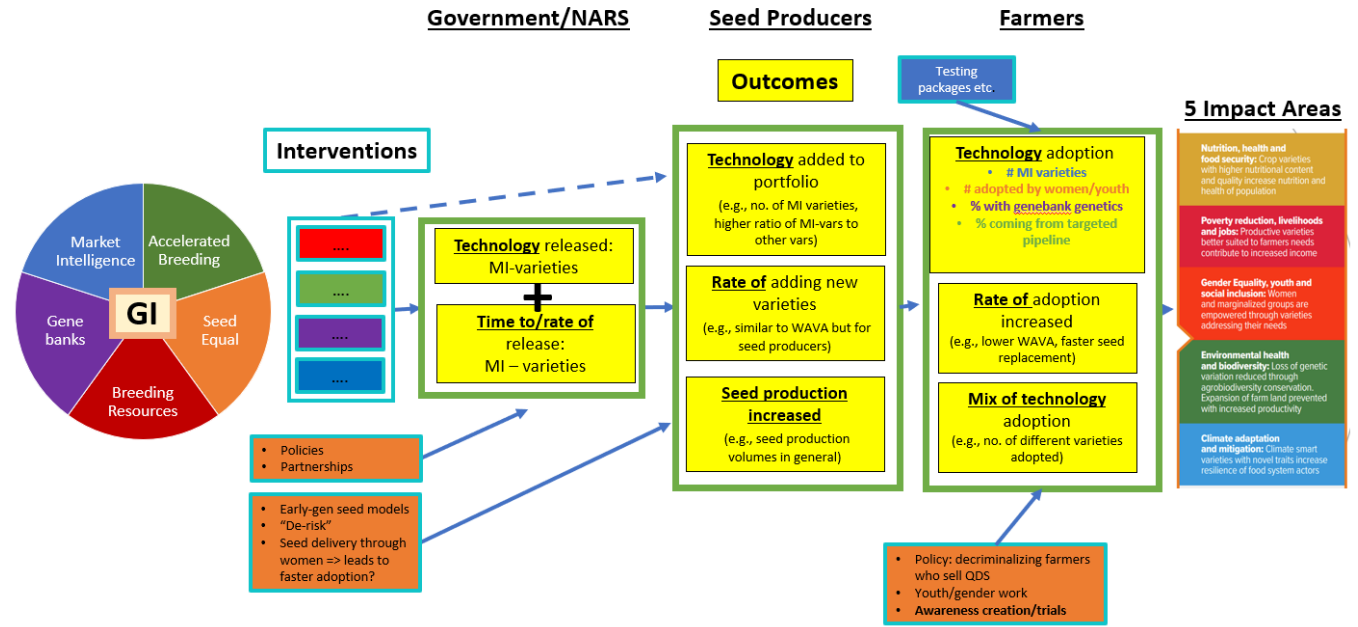 Government/NARS
Seed Producers
Farmers
Outcomes
Testing
packages etc.
5 Impact Areas
Interventions
Market
Intelligence
Accelerated
Breeding
Gene
banks
GI
Seed
Equal
Breeding
Resources
....
....
....
....
Technology released:
MI-varieties
+
Time to/rate of
release:
MI – varieties
Technology added to
portfolio
(e.g., no. of MI varieties,
higher ratio of MI-vars to
other vars)
Rate of adding new
varieties
(e.g., similar to WAVA but for
seed producers)
Seed production
increased
(e.g., seed production
volumes in general)
Technology adoption
• # MI varieties
• # adopted by women/youth
• % with genebank genetics
• % coming from targeted
pipeline
Rate of adoption
increased
(e.g., lower WAVA, faster seed
replacement)
Mix of technology
adoption
(e.g., no. of different varieties
adopted)
Nutrition, health and
food security: Crop varieties
with higher nutritional content
and quality increase nutrition and
health of population
Poverty reduction, livelihoods
and jobs: Productive varieties
better suited to farmers needs
contribute to increased income
Gender Equality, youth and
social inclusion: Women
and marginalized groups are
empowered through varieties
addressing their needs
Environmental health
and biodiversity: Loss of genetic
variation reduced through
agrobiodiversity conservation.
Expansion of farm land prevented
with increased productivity
Climate adaptation
and mitigation: Climate smart
varieties with novel traits increase
resilience of food system actors
• Policies
• Partnerships
• Early-gen seed models
• “De-risk”
• Seed delivery through
women => leads to
faster adoption?
• Policy: decriminalizing farmers
who sell QDS
• Youth/gender work
• Awareness creation/trials